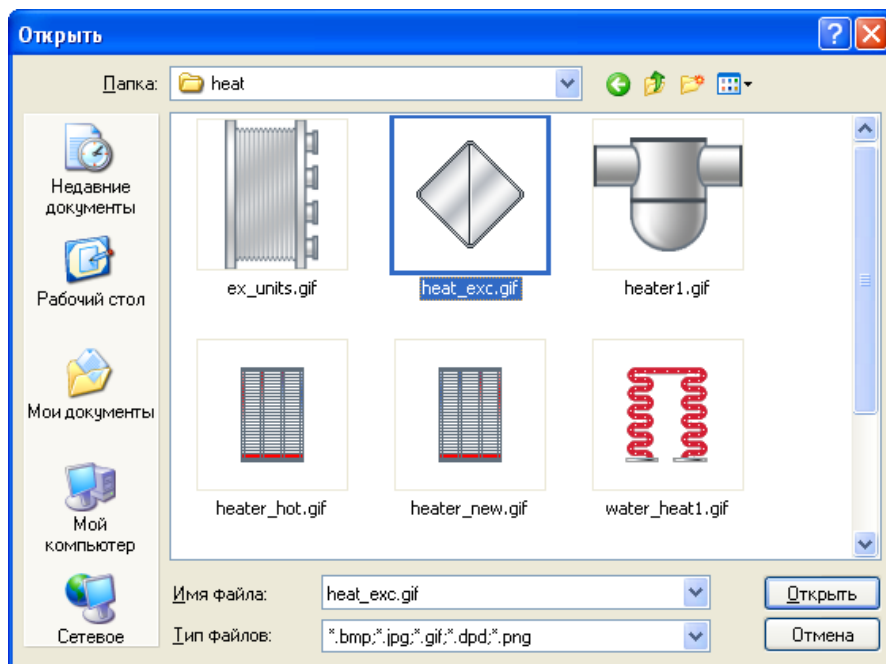 Открыть
Папка:
heat
Недавние
документы
Рабочий стол
Мои документы
Мой
компьютер
Сетевое
ex_units.gif
heat_exc.gif
heater1.gif
heater_hot.gif
heater_new.gif
water_heat1.gif
Имя файла:
heat_exc.gif
Открыть
Тип файлов:
*.bmp;*.jpg;*.gif;*.dpd;*.png
Отмена